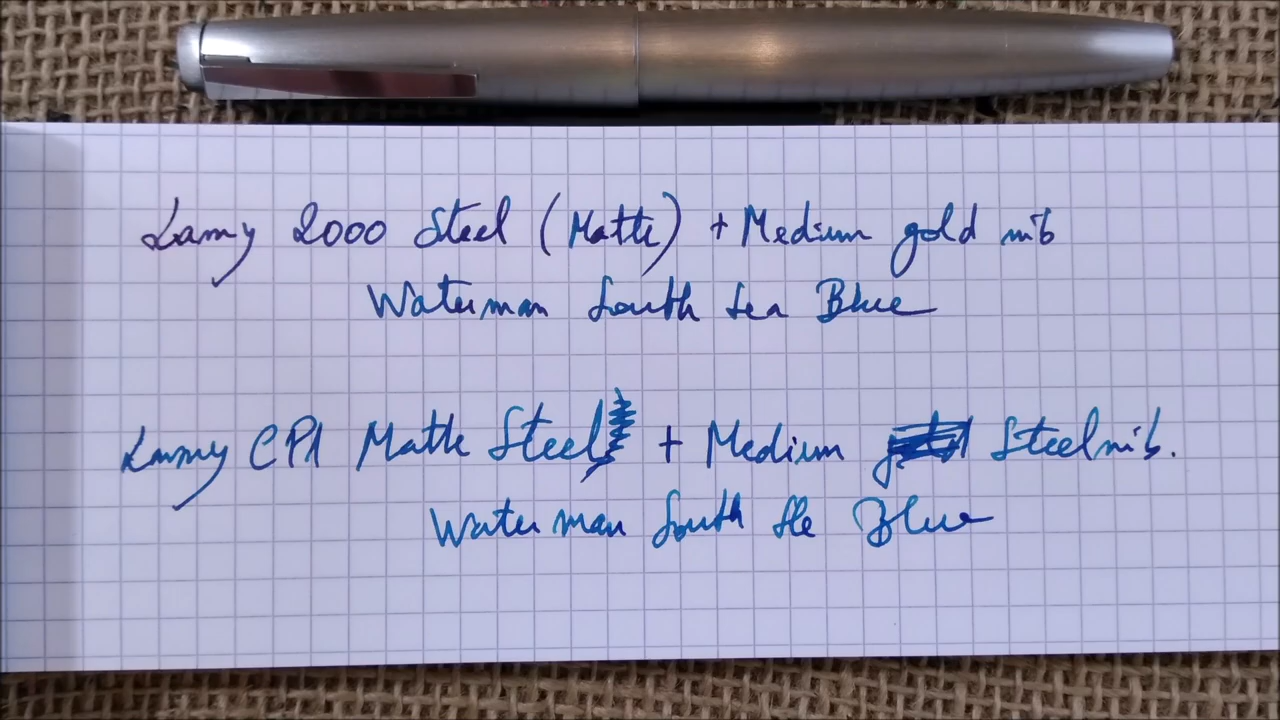 Lamy 2000 Steel (Matte) + Medium gold nib
Waterman South Sea Blue
Lamy CP1 Matte Steel + Medium Steel nib.
Waterman South Se Blue